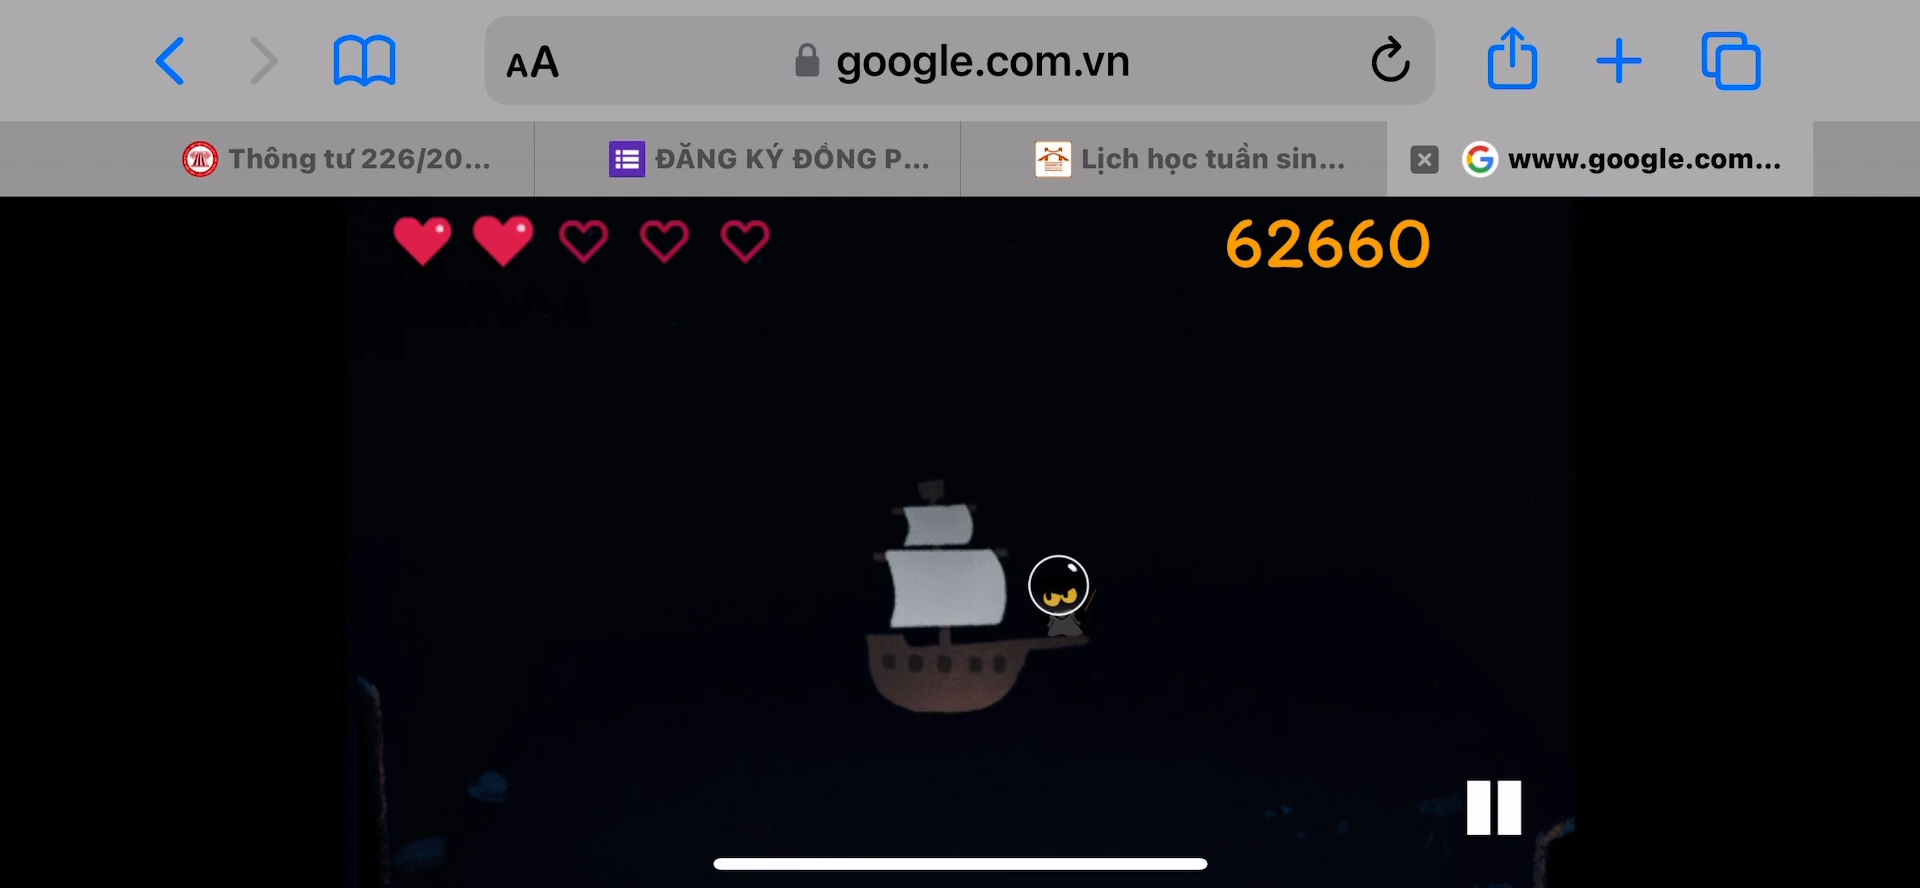 AA google.com.vn
Thông tư 226/20... ĐĂNG KÝ ĐỒNG P... Lịch học tuần sin... www.google.com...
62660